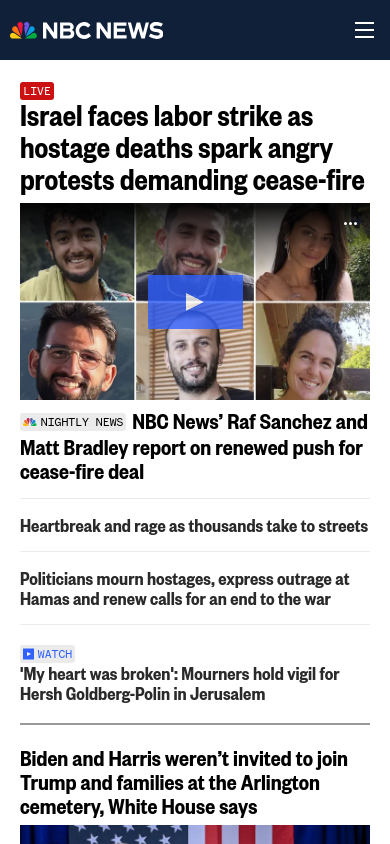 NBC NEWS
LIVE
Israel faces labor strike as
hostage deaths spark angry
protests demanding cease-fire
NIGHTLY NEWS NBC News’ Raf Sanchez and
Matt Bradley report on renewed push for
cease-fire deal
Heartbreak and rage as thousands take to streets
Politicians mourn hostages, express outrage at
Hamas and renew calls for an end to the war
WATCH
'My heart was broken': Mourners hold vigil for
Hersh Goldberg-Polin in Jerusalem
Biden and Harris weren’t invited to join
Trump and families at the Arlington
cemetery, White House says